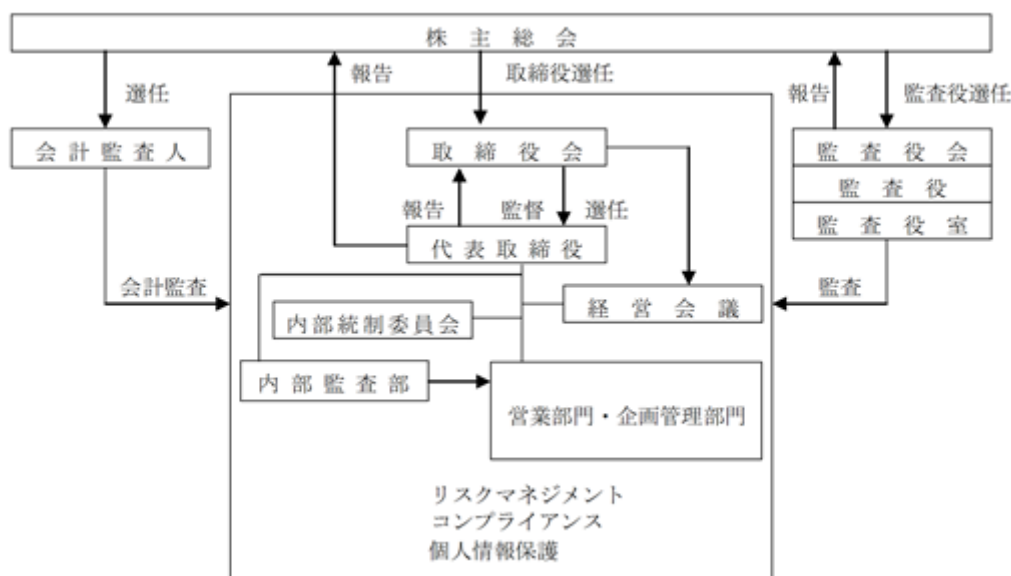 株主総会
選任
報告
取締役選任
報告
監査役選任
会計監査人
取締役会
監査役会
監査役
監査役室
報告
監督
選任
代表取締役
会計監査
監査
経営会議
内部統制委員会
内部監査部
営業部門・企画管理部門
リスクマネジメント
コンプライアンス
個人情報保護